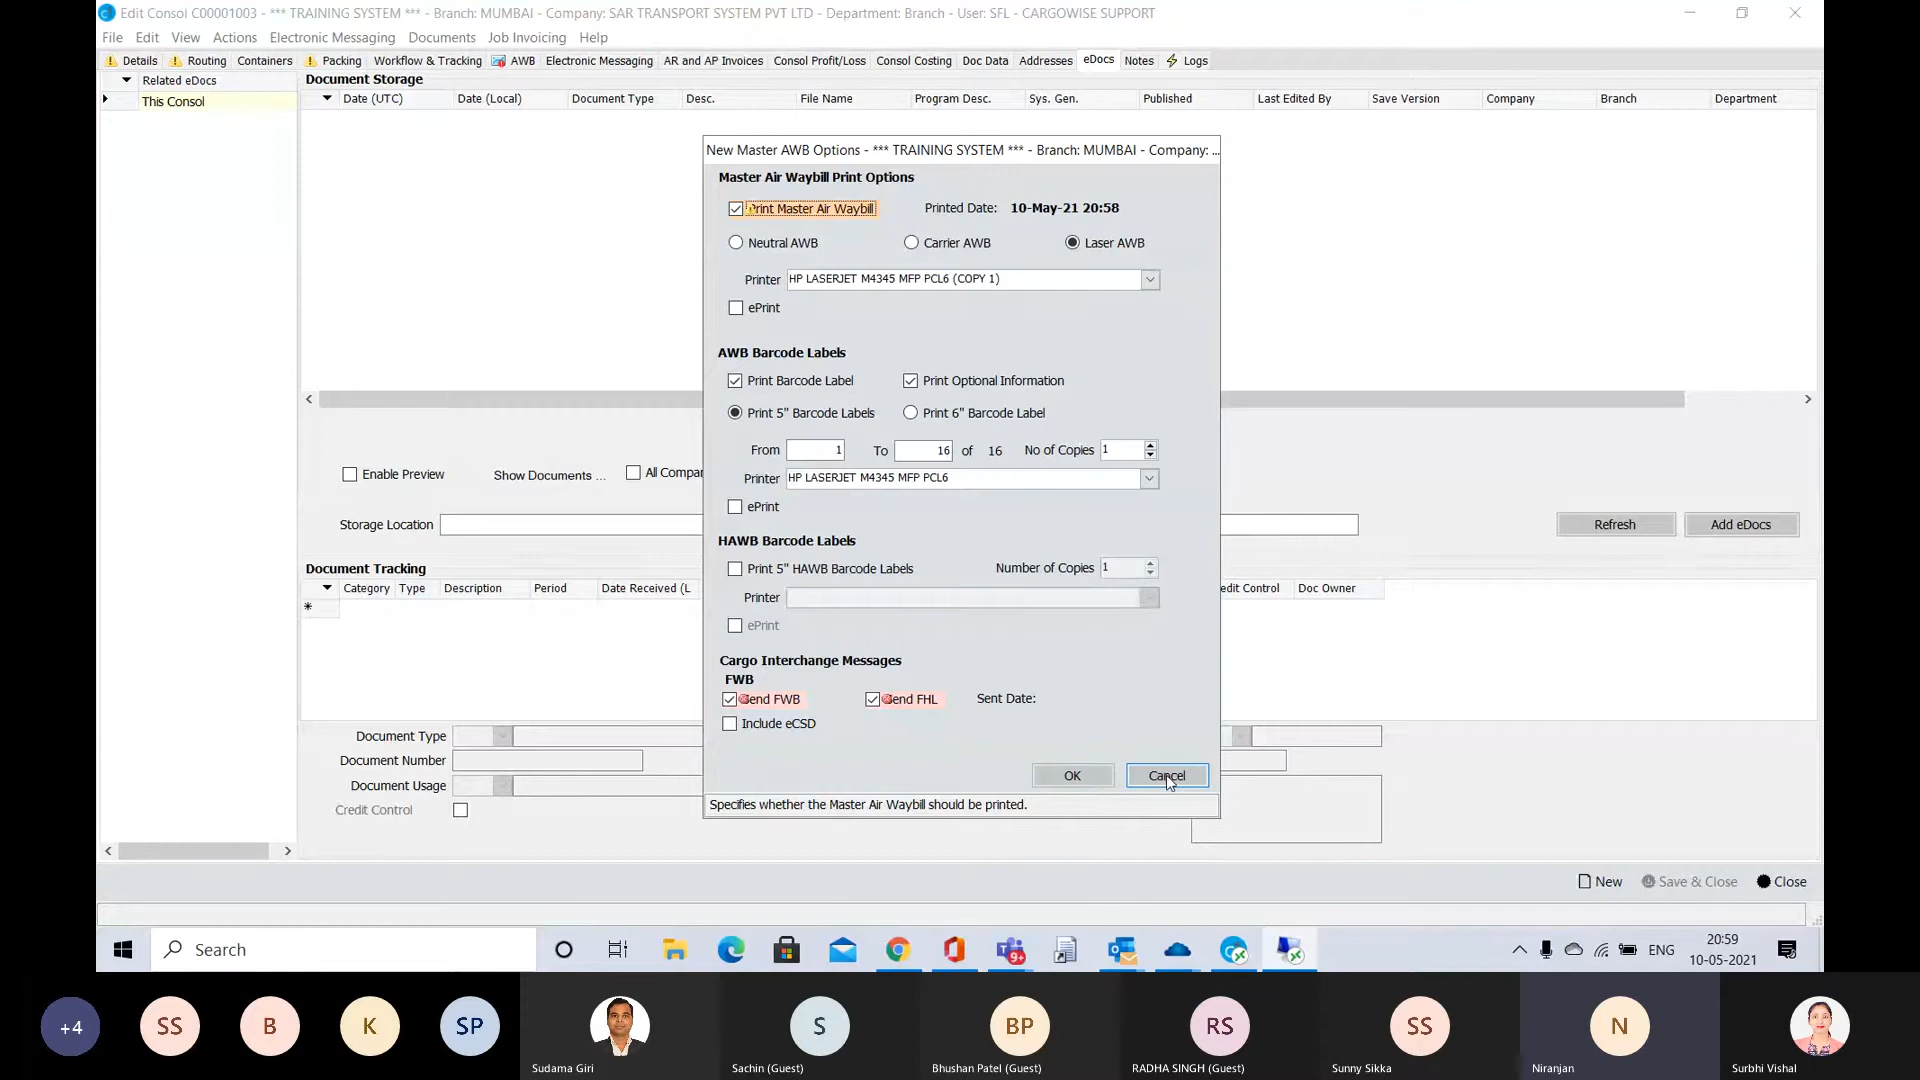 Edit Consol C00001003 - *** TRAINING SYSTEM *** - Branch: MUMBAI - Company: SAR TRANSPORT SYSTEM PVT LTD - Department: Branch - User: SFL - CARGOWISE SUPPORT
File Edit View Actions Electronic Messaging Documents Job Invoicing Help
Details Routing Containers Packing Workflow & Tracking AWB Electronic Messaging AR and AP Invoices Consol Profit/Loss Consol Costing Doc Data Addresses eDocs Notes Logs
Related eDocs
This Consol
Document Storage
Date (UTC) Date (Local) Document Type Desc. File Name Program Desc. Sys. Gen. Published Last Edited By Save Version Company Branch Department
New Master AWB Options - *** TRAINING SYSTEM *** - Branch: MUMBAI - Company: ...
Master Air Waybill Print Options
Print Master Air Waybill Printed Date: 10-May-21 20:58
Neutral AWB Carrier AWB Laser AWB
Printer HP LASERJET M4345 MFP PCL6 (COPY 1)
ePrint
AWB Barcode Labels
Print Barcode Label Print Optional Information
Print 5" Barcode Labels Print 6" Barcode Label
From 1 To 16 of 16 No of Copies 1
Printer HP LASERJET M4345 MFP PCL6
ePrint
HAWB Barcode Labels
Print 5" HAWB Barcode Labels Number of Copies 1
Printer
ePrint
Cargo Interchange Messages
FWB
Send FWB Send FHL Sent Date:
Include eCSD
OK Cancel
Specifies whether the Master Air Waybill should be printed.
Enable Preview Show Documents ... All Compar
Storage Location Refresh Add eDocs
Document Tracking
Category Type Description Period Date Received (L edit Control Doc Owner
*
Document Type
Document Number
Document Usage
Credit Control
New Save & Close Close
Search 9+ ENG 20:59
10-05-2021
+4 SS B K SP S BP RS SS N
Sudama Giri Sachin (Guest) Bhushan Patel (Guest) RADHA SINGH (Guest) Sunny Sikka Niranjan Surbhi Vishal